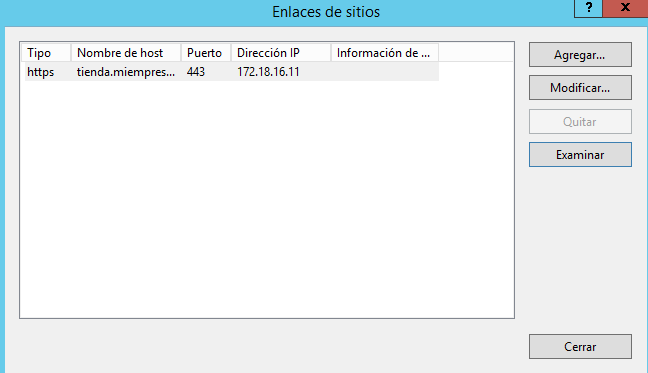 Enlaces de sitios
? x
Tipo Nombre de host Puerto Dirección IP Información de ...
https tienda.miempres... 443 172.18.16.11
Agregar...
Modificar...
Quitar
Examinar
Cerrar